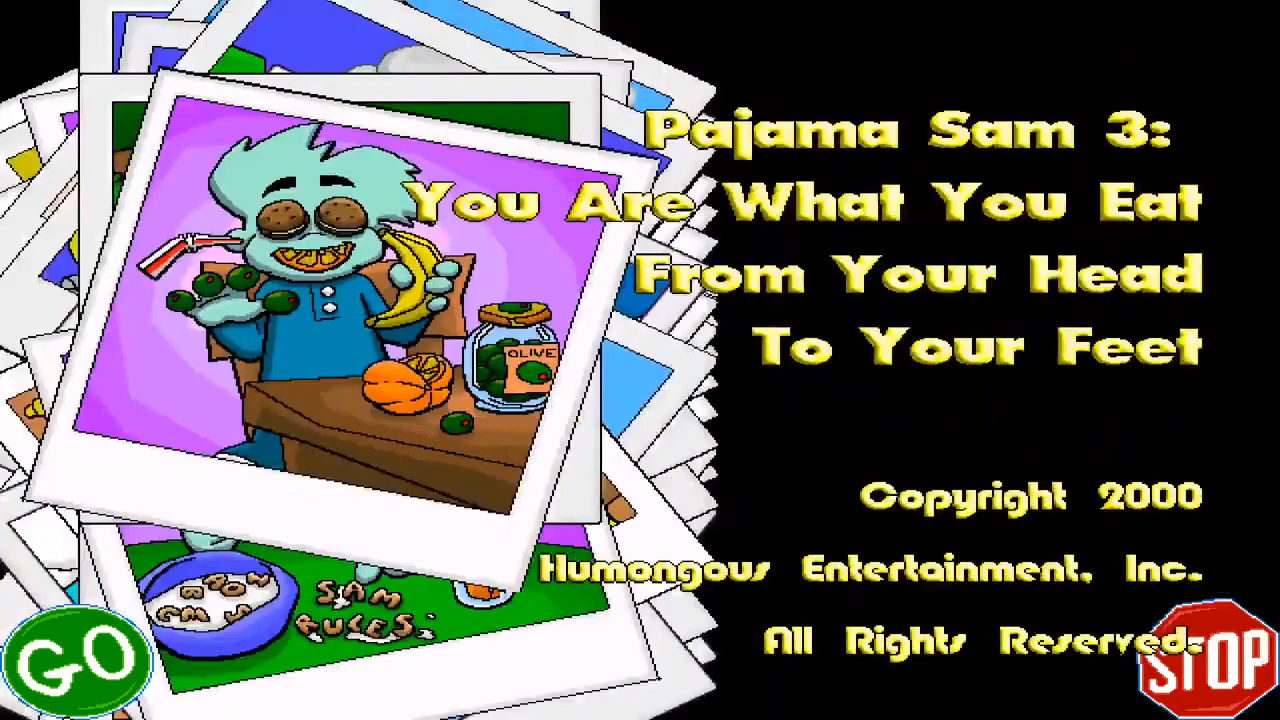 Pajama Sam 3:
You Are What You Eat
From Your Head
To Your Feet
OLIVE
Copyright 2000
Humongous Entertainment, Inc.
SAM
RULES
All Rights Reserved.
GO
STOP